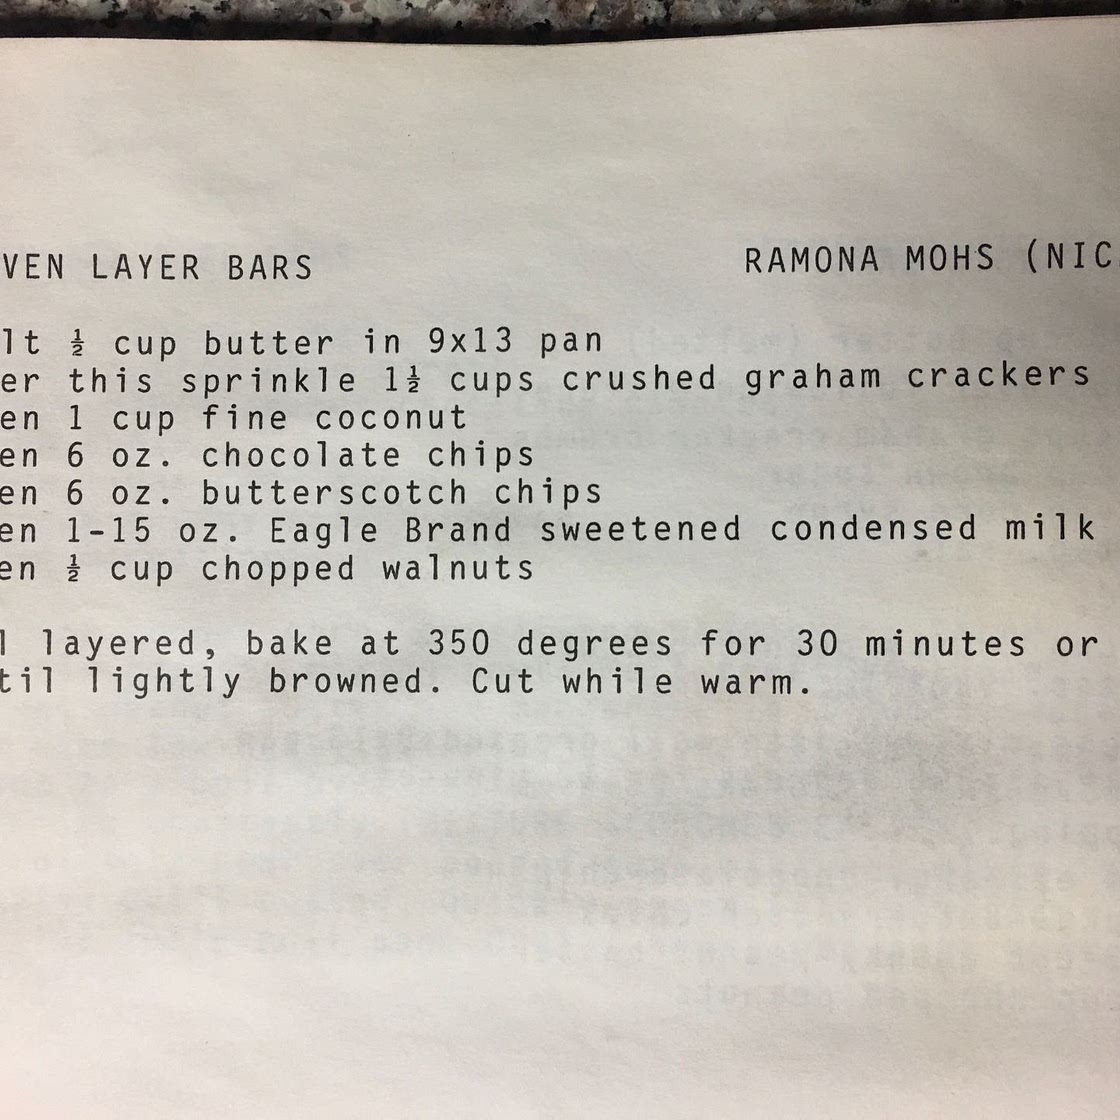 VEN LAYER BARS RAMONA MOHS (NIC
lt ½ cup butter in 9x13 pan
er this sprinkle 1½ cups crushed graham crackers
en 1 cup fine coconut
en 6 oz. chocolate chips
en 6 oz. butterscotch chips
en 1-15 oz. Eagle Brand sweetened condensed milk
en ½ cup chopped walnuts
l layered, bake at 350 degrees for 30 minutes or
til lightly browned. Cut while warm.